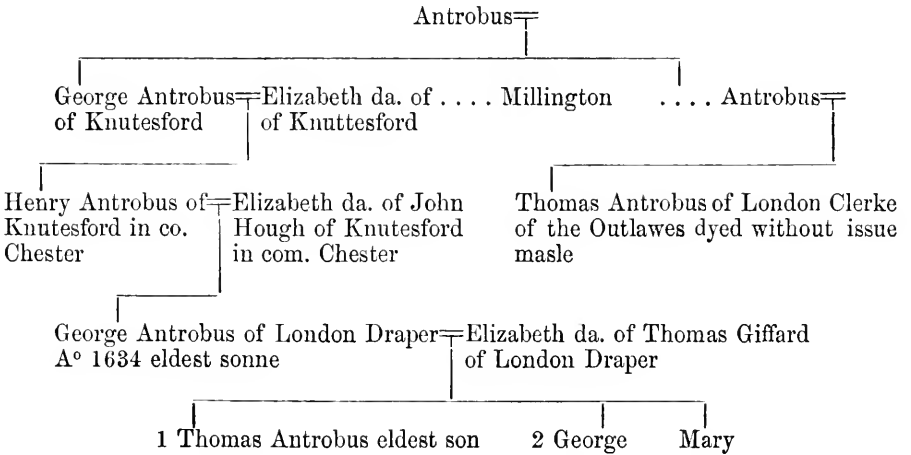 Antrobus
George Antrobus Elizabeth da. of .... Millington .... Antrobus
of Knutesford of Knuttesford
Henry Antrobus of Elizabeth da. of John Thomas Antrobus of London Clerke
Knutesford in co. Hough of Knutesford of the Outlawes dyed without issue
Chester in com. Chester masle
George Antrobus of London Draper Elizabeth da. of Thomas Giffard
Aº 1634 eldest sonne of London Draper
1 Thomas Antrobus eldest son 2 George Mary